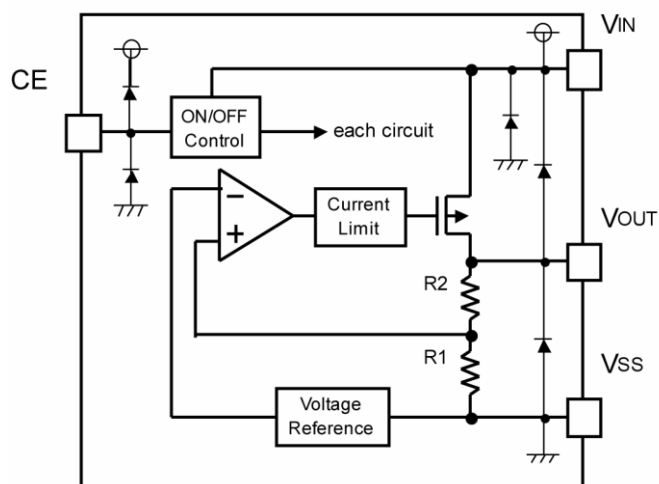 VIN
CE
ON/OFF
Control
each circuit
−
+
Current
Limit
VOUT
R2
R1
VSS
Voltage
Reference